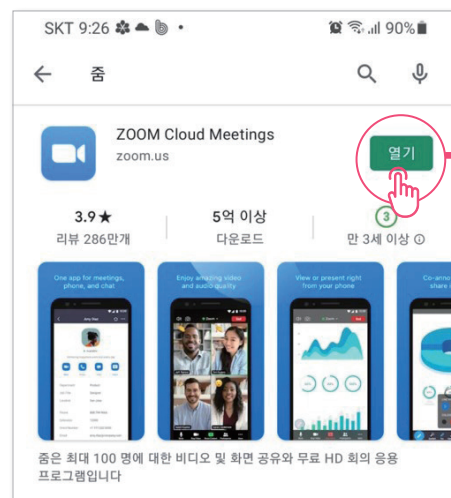 SKT 9:26
90%
줌
ZOOM Cloud Meetings
zoom.us
열기
3.9★
5억 이상
3
리뷰 286만개
다운로드
만 3세 이상
One app for meetings,
phone, and chat
Enjoy amazing video
and audio quality
View or present right
from your phone
Co-anno
share
줌은 최대 100 명에 대한 비디오 및 화면 공유와 무료 HD 회의 응용
프로그램입니다